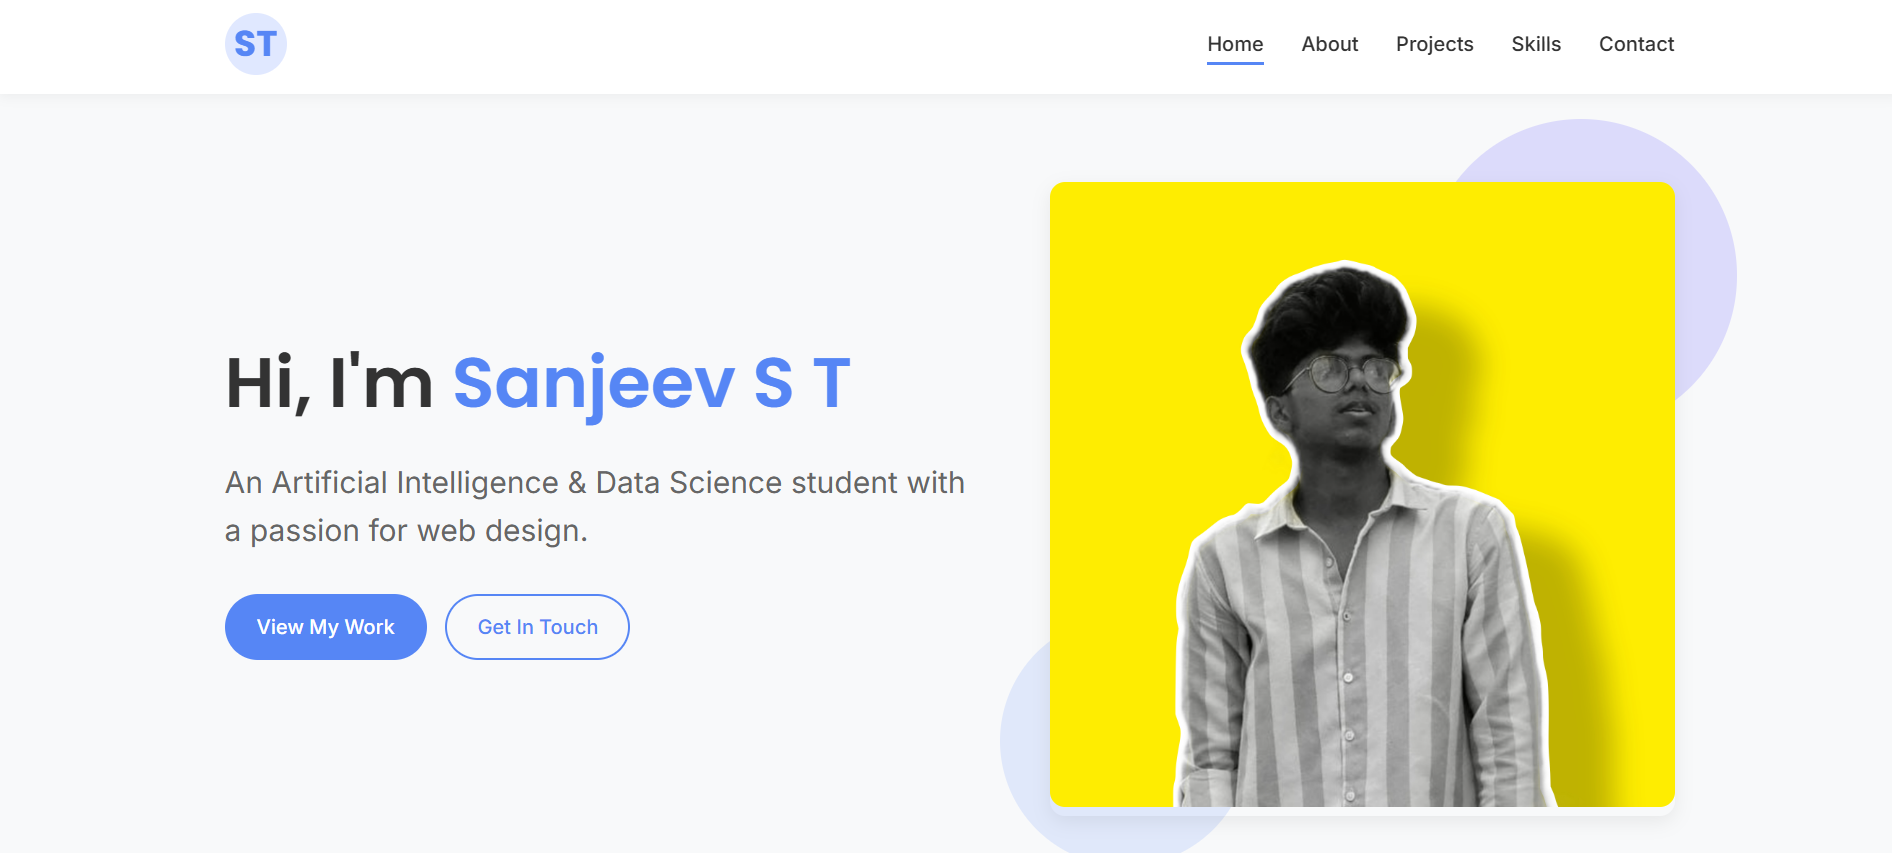 ST
Home About Projects Skills Contact
Hi, I'm Sanjeev S T
An Artificial Intelligence & Data Science student with
a passion for web design.
View My Work
Get In Touch